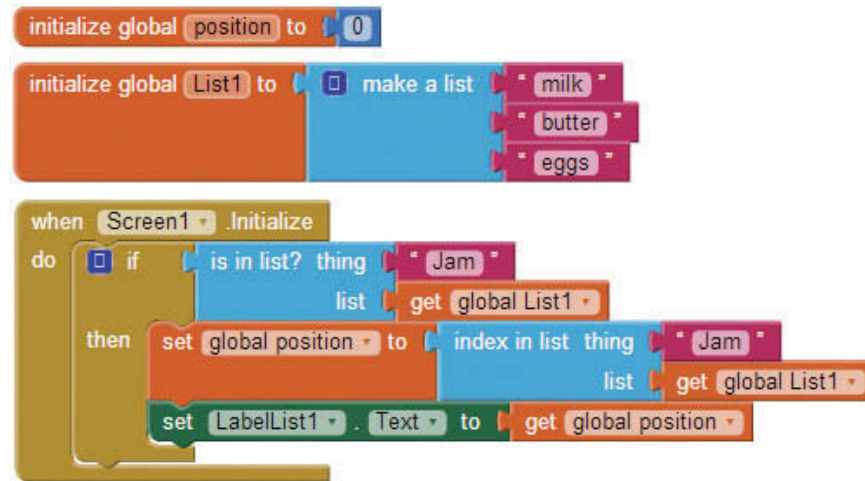 initialize global position to 0
initialize global List1 to make a list " milk "
" butter "
" eggs "
when Screen1 .Initialize
do if is in list? thing " Jam "
list get global List1
then set global position to index in list thing " Jam "
list get global List1
set LabelList1 . Text to get global position